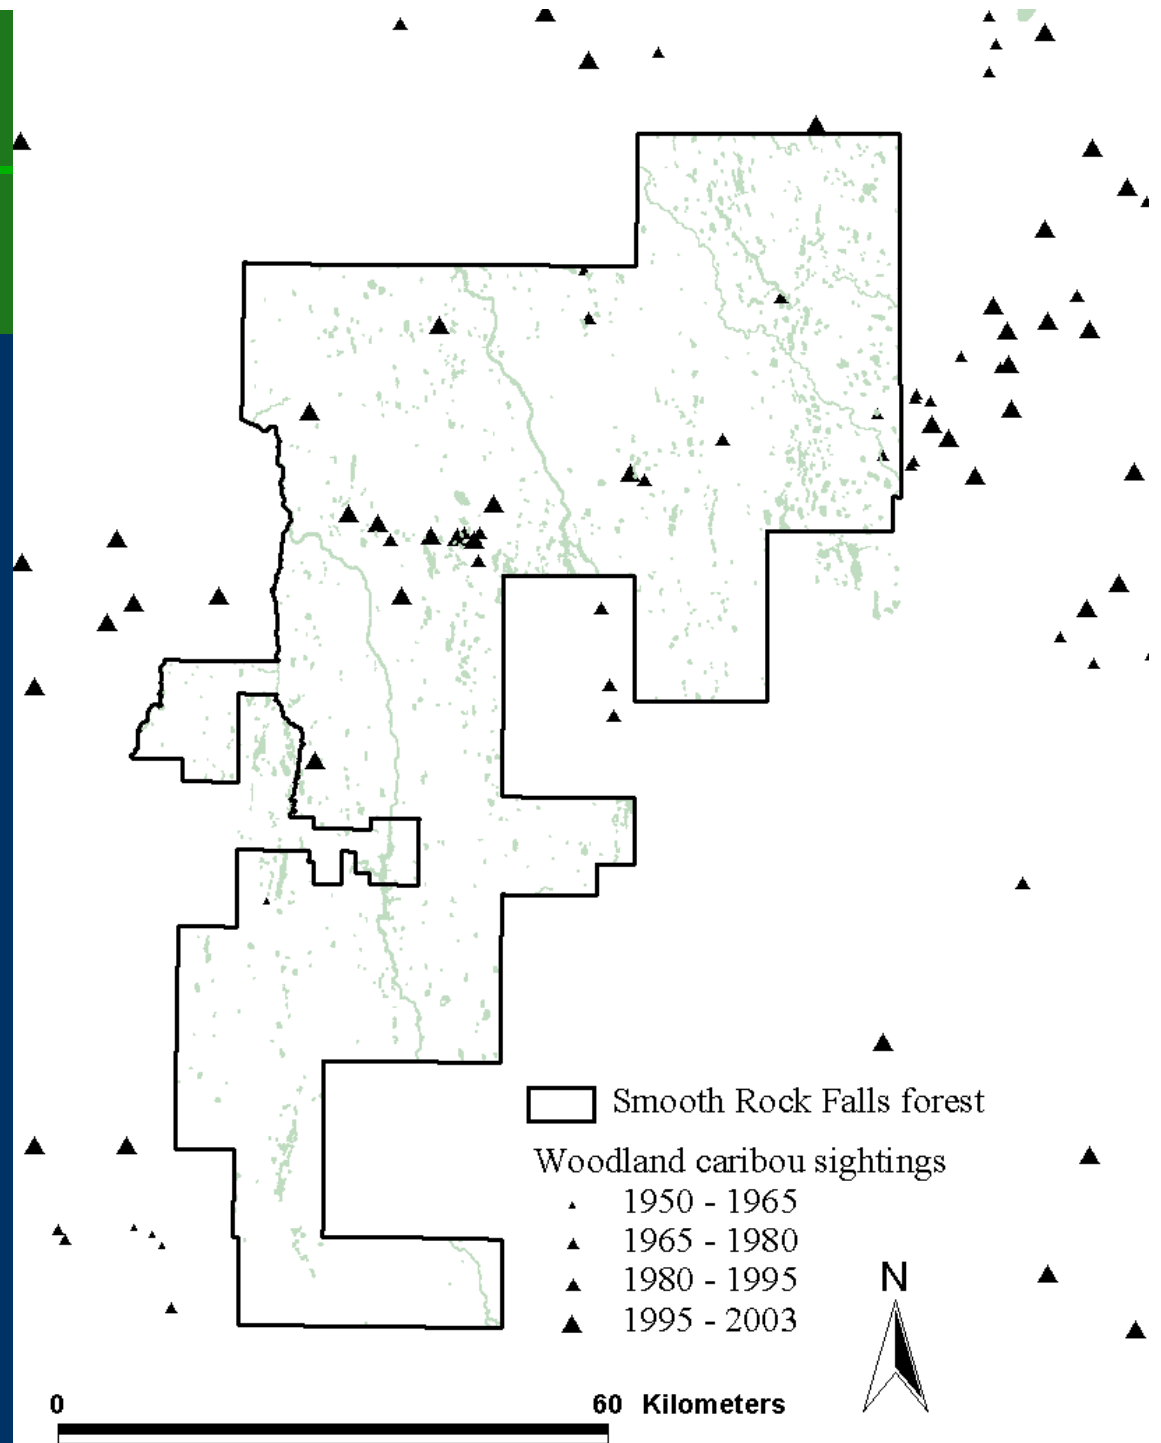 Smooth Rock Falls forest
Woodland caribou sightings
1950 - 1965
1965 - 1980
1980 - 1995
1995 - 2003
N
0 60 Kilometers